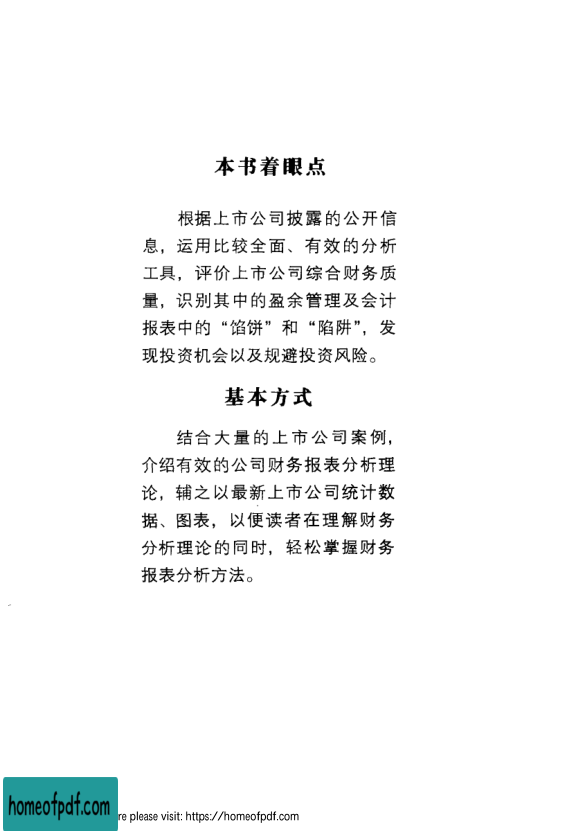 本书着眼点
根据上市公司披露的公开信
息，运用比较全面、有效的分析
工具，评价上市公司综合财务质
量，识别其中的盈余管理及会计
报表中的“馅饼”和“陷阱”，发
现投资机会以及规避投资风险。
基本方式
结合大量的上市公司案例，
介绍有效的公司财务报表分析理
论，辅之以最新上市公司统计数
据、图表，以便读者在理解财务
分析理论的同时，轻松掌握财务
报表分析方法。
homeofpdf.com
re please visit: https://homeofpdf.com